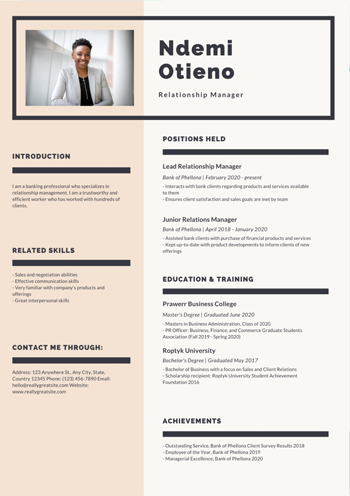 Ndemi
Otieno
Relationship Manager
INTRODUCTION
I am a banking professional who specializes in
relationship management. I am a trustworthy and
efficient worker who has worked with hundreds of
clients.
RELATED SKILLS
- Sales and negotiation abilities
- Effective communication skills
- Very familiar with company's products and
offerings
- Great interpersonal skills
CONTACT ME THROUGH:
Address: 123 Anywhere St., Any City, State,
Country 12345 Phone: (123) 456-7890 Email:
hello@reallygreatsite.com Website:
www.reallygreatsite.com
POSITIONS HELD
Lead Relationship Manager
Bank of Phellona | February 2020 - present
- Interacts with bank clients regarding products and services available
to them
- Ensures client satisfaction and sales goals are met by team
Junior Relations Manager
Bank of Phellona | April 2018 - January 2020
- Assisted bank clients with purchase of financial products and services
- Kept up-to-date with product developments to inform clients of new
offerings
EDUCATION & TRAINING
Prawerr Business College
Master's Degree | Graduated June 2020
- Masters in Business Administration, Class of 2020
- PR Officer: Business, Finance, and Commerce Graduate Students
Association (Fall 2019 - Spring 2020)
Roptyk University
Bachelor's Degree | Graduated May 2017
- Bachelor of Business with a focus on Sales and Client Relations
- Scholarship recipient: Roptyk University Student Achievement
Foundation 2016
ACHIEVEMENTS
- Outstanding Service, Bank of Phellona Client Survey Results 2018
- Employee of the Year, Bank of Phellona 2019
- Managerial Excellence, Bank of Phellona 2020